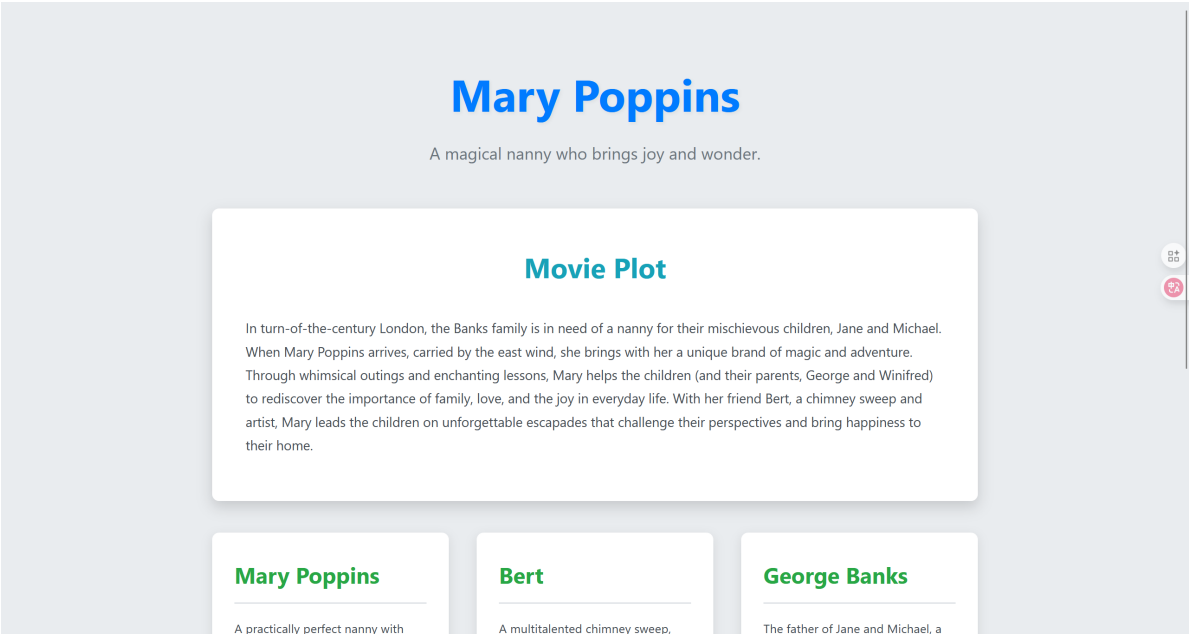 Mary Poppins
A magical nanny who brings joy and wonder.
Movie Plot
In turn-of-the-century London, the Banks family is in need of a nanny for their mischievous children, Jane and Michael.
When Mary Poppins arrives, carried by the east wind, she brings with her a unique brand of magic and adventure.
Through whimsical outings and enchanting lessons, Mary helps the children (and their parents, George and Winifred)
to rediscover the importance of family, love, and the joy in everyday life. With her friend Bert, a chimney sweep and
artist, Mary leads the children on unforgettable escapades that challenge their perspectives and bring happiness to
their home.
Mary Poppins
A practically perfect nanny with
Bert
A multitalented chimney sweep,
George Banks
The father of Jane and Michael, a